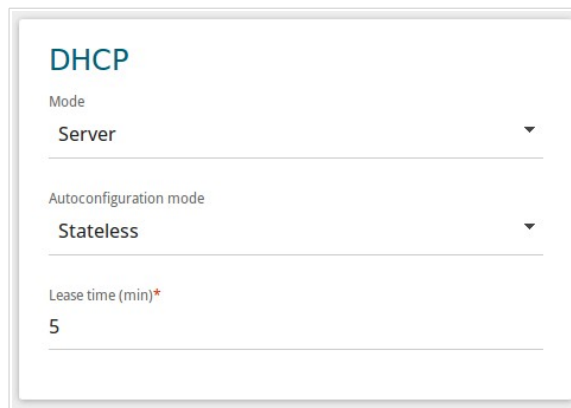 DHCP
Mode
Server
Autoconfiguration mode
Stateless
Lease time (min)*
5